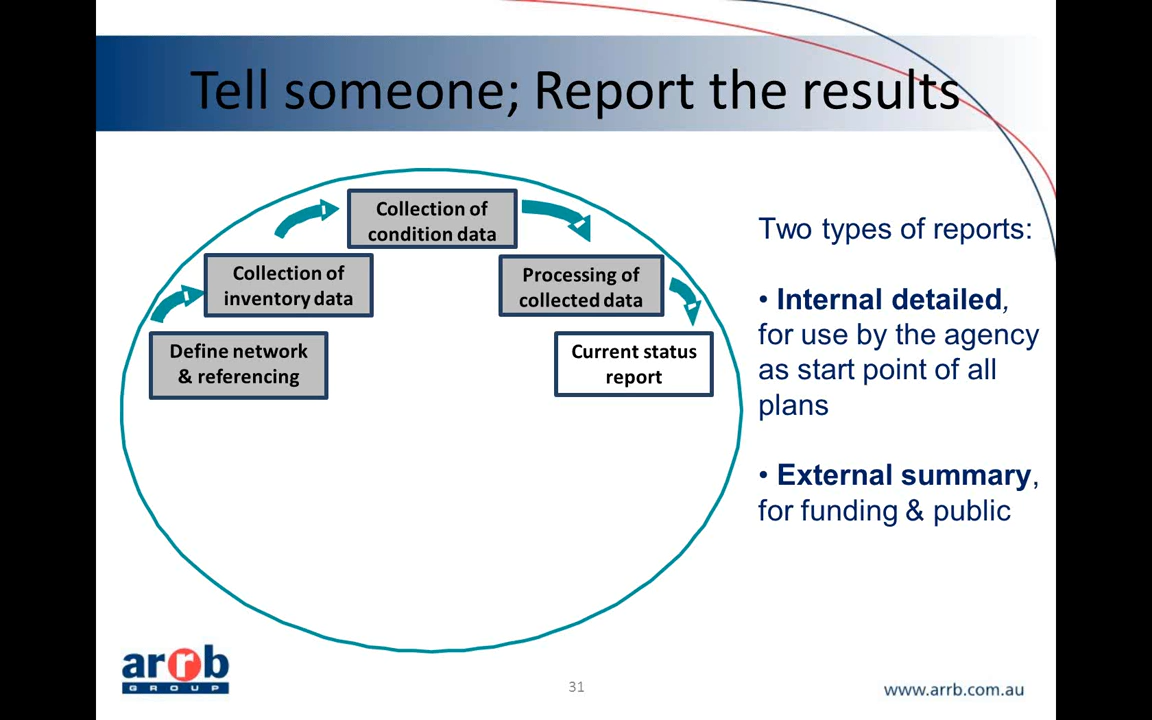 Tell someone; Report the results
Collection of
condition data
Collection of
inventory data
Processing of
collected data
Define network
& referencing
Current status
report
Two types of reports:
• Internal detailed,
for use by the agency
as start point of all
plans
• External summary,
for funding & public
arrb
GROUP
31
www.arrb.com.au